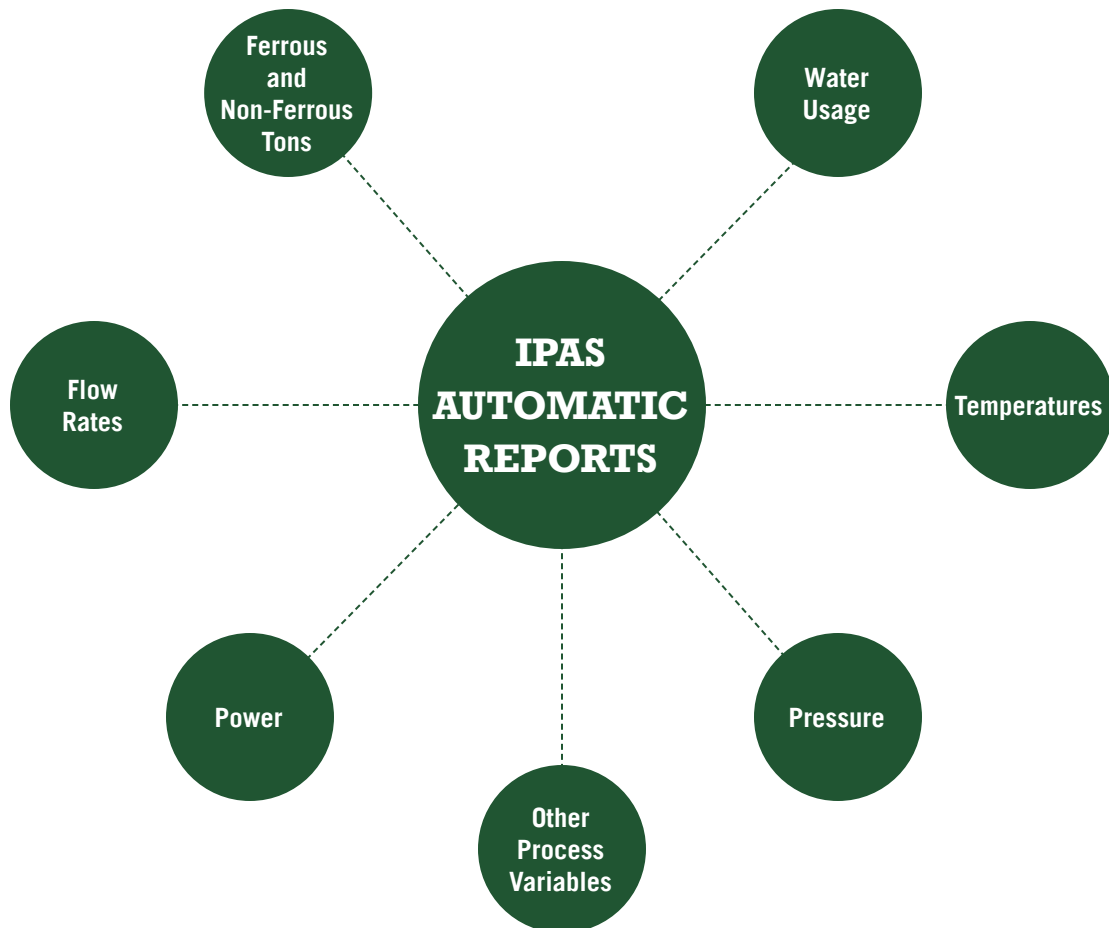 Ferrous
and
Non-Ferrous
Tons
Water
Usage
IPAS
AUTOMATIC
REPORTS
Flow
Rates
Temperatures
Power
Pressure
Other
Process
Variables